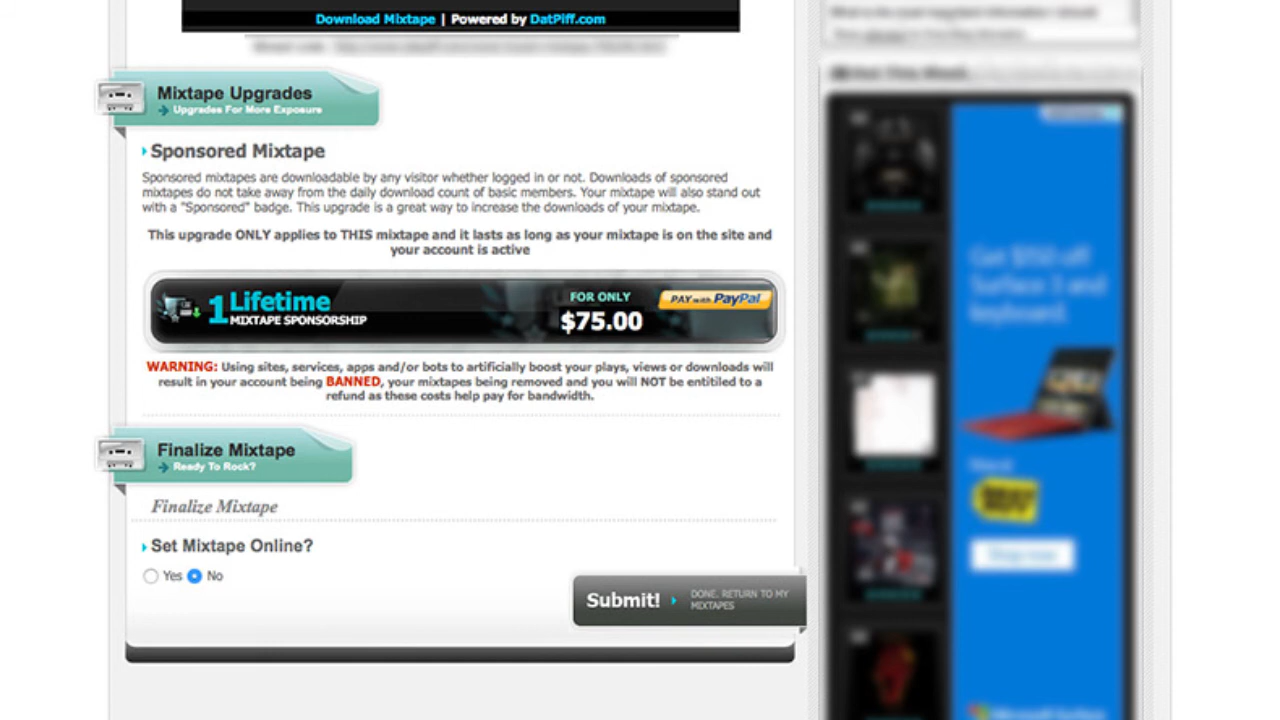 Download Mixtape | Powered by DatPiff.com
Mixtape Upgrades
Upgrades For More Exposure
Sponsored Mixtape
Sponsored mixtapes are downloadable by any visitor whether logged in or not. Downloads of sponsored
mixtapes do not take away from the daily download count of basic members. Your mixtape will also stand out
with a "Sponsored" badge. This upgrade is a great way to increase the downloads of your mixtape.
This upgrade ONLY applies to THIS mixtape and it lasts as long as your mixtape is on the site and
your account is active
1 Lifetime
MIXTAPE SPONSORSHIP
FOR ONLY
$75.00
PAY with PayPal
WARNING: Using sites, services, apps and/or bots to artificially boost your plays, views or downloads will
result in your account being BANNED, your mixtapes being removed and you will NOT be entitiled to a
refund as these costs help pay for bandwidth.
Finalize Mixtape
Ready To Rock?
Finalize Mixtape
Set Mixtape Online?
Yes No
Submit!
DONE. RETURN TO MY
MIXTAPES
Surface 3 and
keyboard.